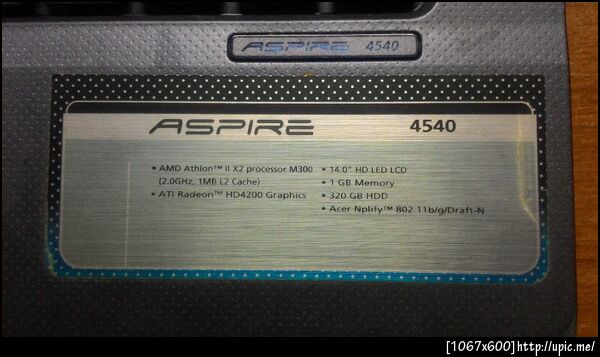 ASPIRE 4540
ASPIRE 4540
• AMD Athlon™ II X2 processor M300
(2.0GHz, 1MB L2 Cache)
• ATI Radeon™ HD4200 Graphics
• 14.0" HD LED LCD
• 1 GB Memory
• 320 GB HDD
• Acer Nplify™ 802.11b/g/Draft-N
[1067x600]http://upic.me/